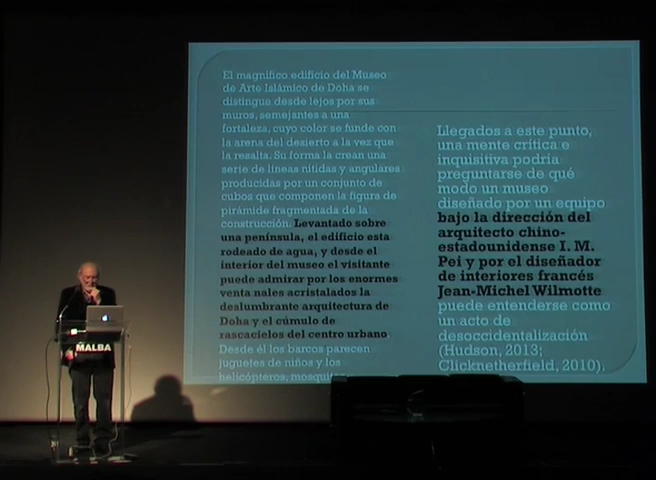 El magnífico edificio del Museo
de Arte Islámico de Doha se
distingue desde lejos por sus
muros, semejantes a una
fortaleza, cuyo color se funde con
la arena del desierto a la vez que
la resalta. Su forma la crean una
serie de líneas nítidas y angulares
producidas por un conjunto de
cubos que componen la figura de
pirámide fragmentada de la
construcción. Levantado sobre
una península, el edificio esta
rodeado de agua, y desde el
interior del museo el visitante
puede admirar por los enormes
venta nales acristalados la
deslumbrante arquitectura de
Doha y el cúmulo de
rascacielos del centro urbano
Desde él los barcos parecen
juguetes de niños y los
helicópteros, mosquitos
Llegados a este punto,
una mente crítica e
inquisitiva podría
preguntarse de qué
modo un museo
diseñado por un equipo
bajo la dirección del
arquitecto chino-
estadounidense I. M.
Pei y por el diseñador
de interiores francés
Jean-Michel Wilmotte
puede entenderse como
un acto de
desoccidentalización
(Hudson, 2013;
Clicknetherfield, 2010),
MALBA